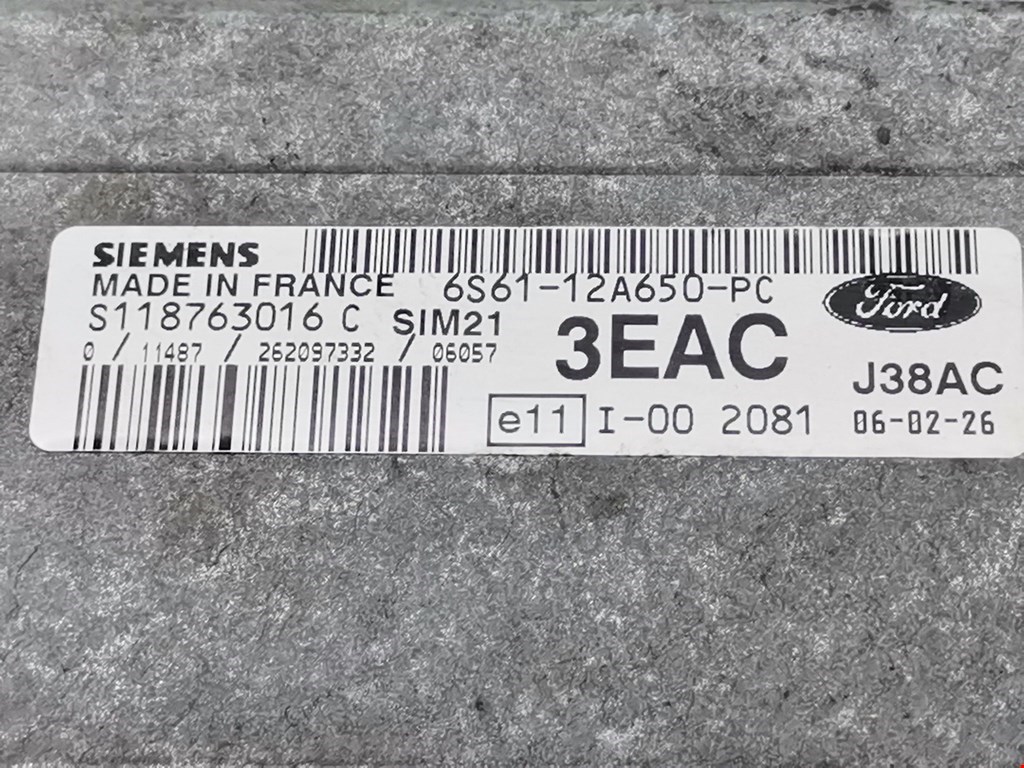 SIEMENS
MADE IN FRANCE 6S61-12A650-PC
S118763016 C SIM21 3EAC Ford
0 / 11487 / 262097332 / 06057 J38AC
e11 I-00 2081 06-02-26